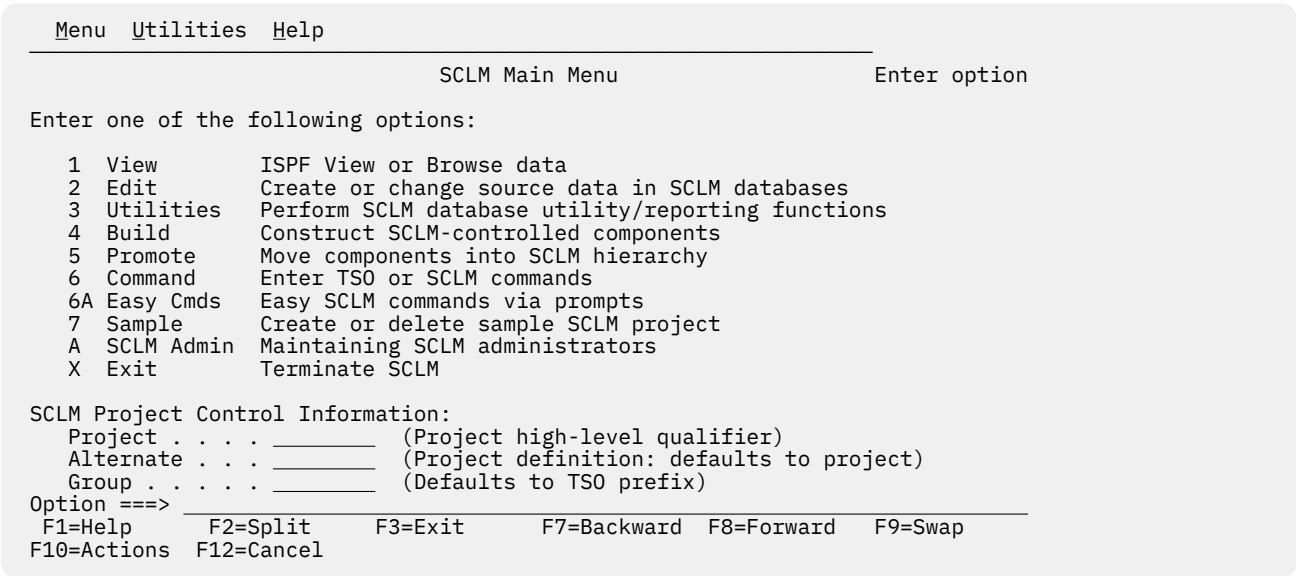 Menu  Utilities  Help
SCLM Main Menu                    Enter option
Enter one of the following options:
1  View        ISPF View or Browse data
2  Edit        Create or change source data in SCLM databases
3  Utilities   Perform SCLM database utility/reporting functions
4  Build       Construct SCLM-controlled components
5  Promote     Move components into SCLM hierarchy
6  Command     Enter TSO or SCLM commands
6A Easy Cmds   Easy SCLM commands via prompts
7  Sample      Create or delete sample SCLM project
A  SCLM Admin  Maintaining SCLM administrators
X  Exit        Terminate SCLM
SCLM Project Control Information:
Project . . . . ________  (Project high-level qualifier)
Alternate . . . ________  (Project definition: defaults to project)
Group . . . . . ________  (Defaults to TSO prefix)
Option ===> __________________________________________________________________
F1=Help      F2=Split     F3=Exit      F7=Backward  F8=Forward   F9=Swap
F10=Actions  F12=Cancel